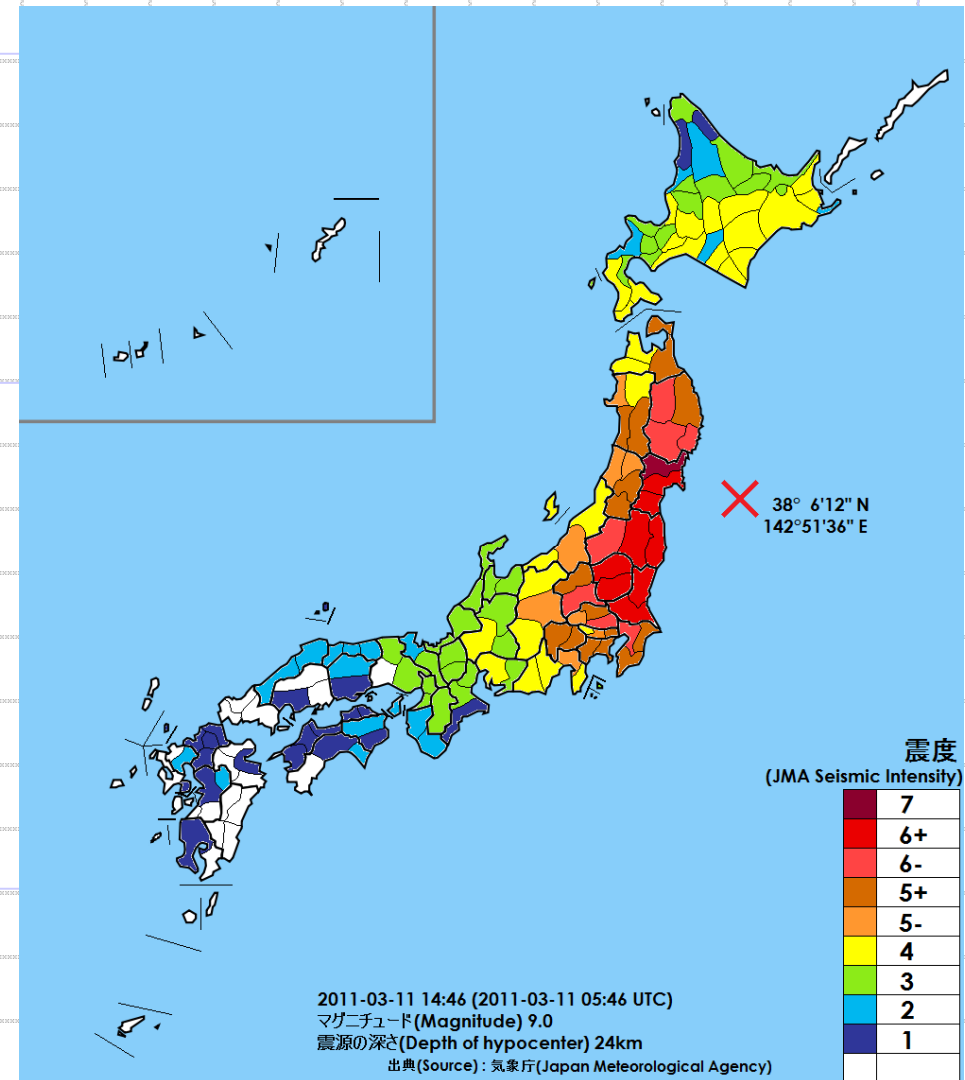 38° 6'12" N
142°51'36" E
震度
(JMA Seismic Intensity)
7
6+
6-
5+
5-
4
3
2
1
2011-03-11 14:46 (2011-03-11 05:46 UTC)
マグニチュード(Magnitude) 9.0
震源の深さ(Depth of hypocenter) 24km
出典(Source) : 気象庁(Japan Meteorological Agency)